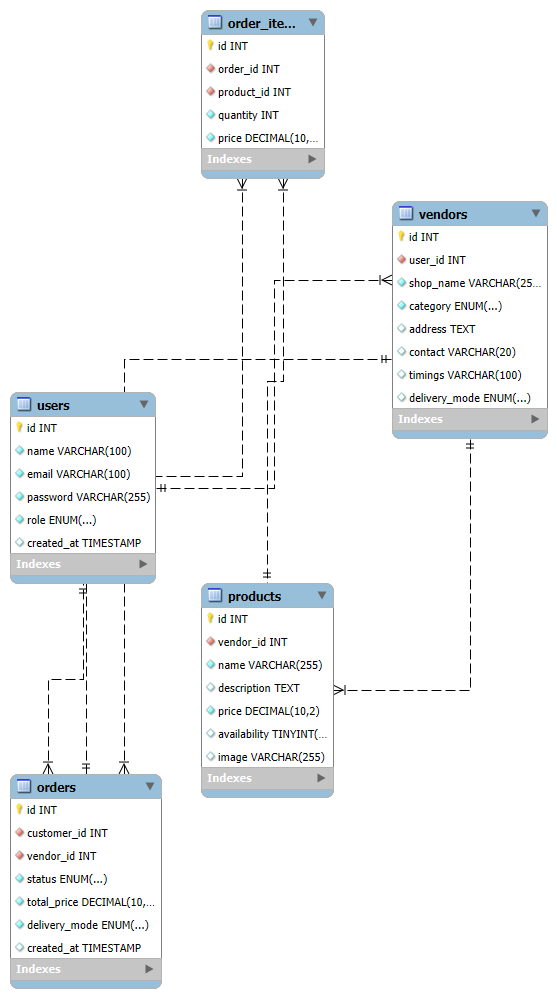 order_ite...
id INT
order_id INT
product_id INT
quantity INT
price DECIMAL(10,...
Indexes
vendors
id INT
user_id INT
shop_name VARCHAR(25...
category ENUM(...)
address TEXT
contact VARCHAR(20)
timings VARCHAR(100)
delivery_mode ENUM(...)
Indexes
users
id INT
name VARCHAR(100)
email VARCHAR(100)
password VARCHAR(255)
role ENUM(...)
created_at TIMESTAMP
Indexes
products
id INT
vendor_id INT
name VARCHAR(255)
description TEXT
price DECIMAL(10,2)
availability TINYINT(...
image VARCHAR(255)
Indexes
orders
id INT
customer_id INT
vendor_id INT
status ENUM(...)
total_price DECIMAL(10,...
delivery_mode ENUM(...)
created_at TIMESTAMP
Indexes